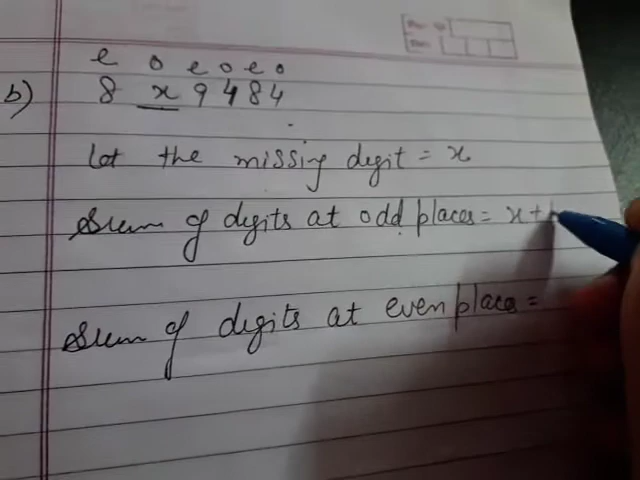 e o e o e o
b) 8 x 9 4 8 4
Let the missing digit = x
Sum of digits at odd places = x +
Sum of digits at even places =